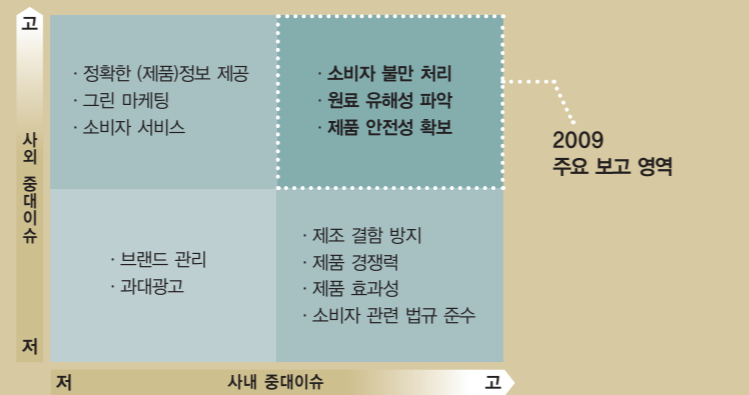 고
· 정확한 (제품)정보 제공
· 그린 마케팅
· 소비자 서비스
· 소비자 불만 처리
· 원료 유해성 파악
· 제품 안전성 확보
2009
주요 보고 영역
사외 중대이슈
· 브랜드 관리
· 과대광고
· 제조 결함 방지
· 제품 경쟁력
· 제품 효과성
· 소비자 관련 법규 준수
저
저
사내 중대이슈
고